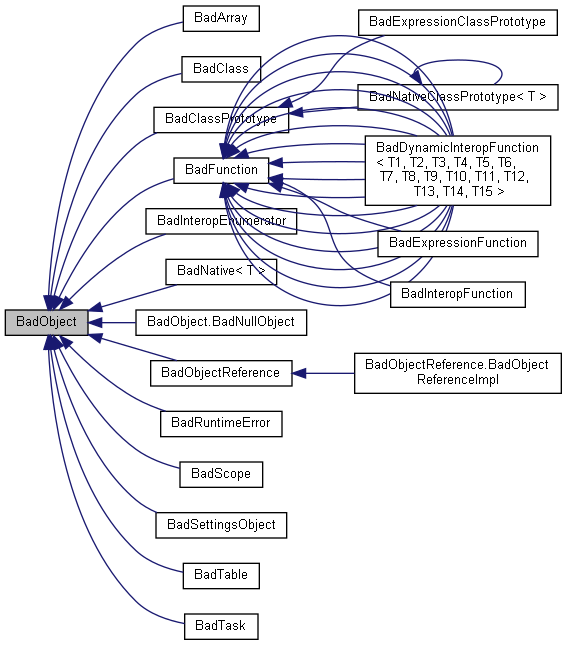 BadArray
BadExpressionClassPrototype
BadClass
BadNativeClassPrototype< T >
BadClassPrototype
BadDynamicInteropFunction
< T1, T2, T3, T4, T5, T6,
T7, T8, T9, T10, T11, T12,
T13, T14, T15 >
BadFunction
BadInteropEnumerator
BadExpressionFunction
BadNative< T >
BadInteropFunction
BadObject
BadObject.BadNullObject
BadObjectReference
BadObjectReference.BadObject
ReferenceImpl
BadRuntimeError
BadScope
BadSettingsObject
BadTable
BadTask